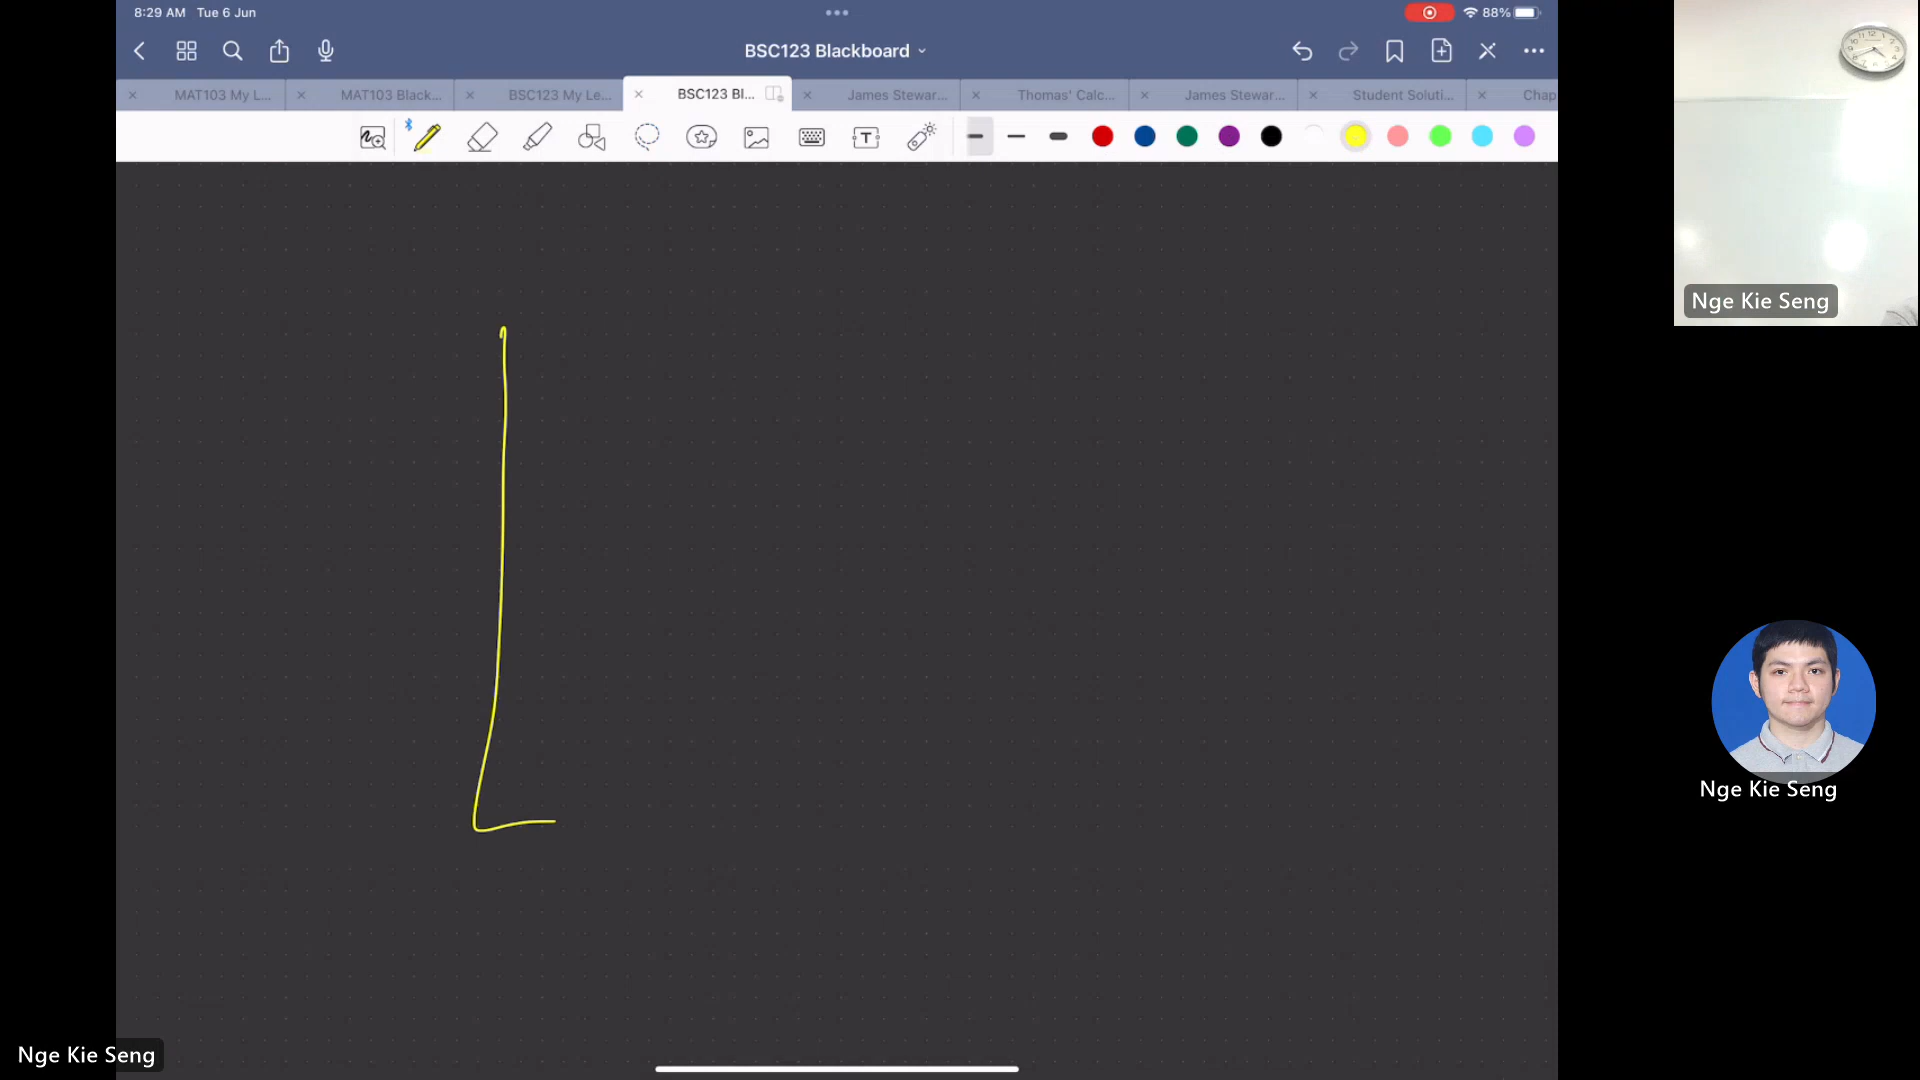 8:29 AM Tue 6 Jun
88%
BSC123 Blackboard
MAT103 My L...
MAT103 Black...
BSC123 My Le...
BSC123 Bl...
James Stewar...
Thomas' Calc...
James Stewar...
Student Soluti...
Chap
T
Nge Kie Seng
Nge Kie Seng
Nge Kie Seng